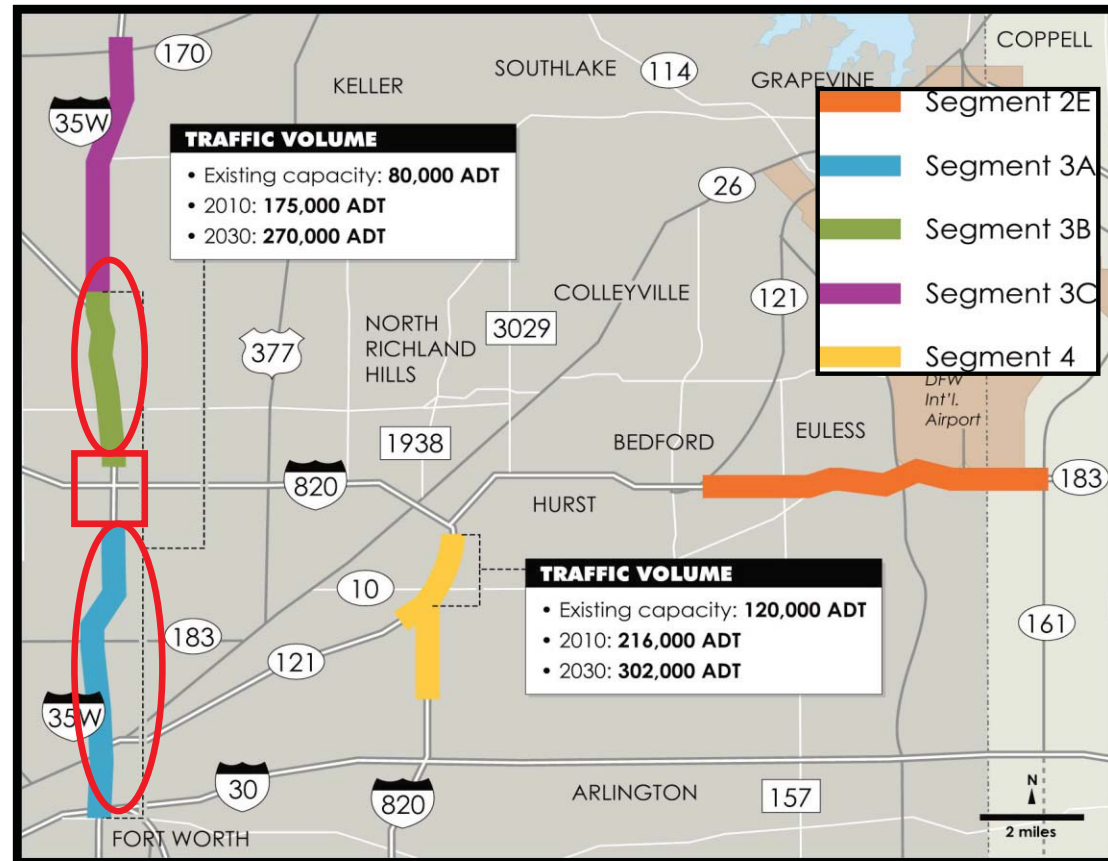 COPPELL
170
SOUTHLAKE
114
KELLER
GRAPEVINE
35W
Segment 2E
Segment 3A
Segment 3B
Segment 3C
Segment 4
TRAFFIC VOLUME
• Existing capacity: 80,000 ADT
• 2010: 175,000 ADT
• 2030: 270,000 ADT
26
121
COLLEYVILLE
NORTH
RICHLAND
HILLS
3029
377
DFW
Int'l.
Airport
1938
BEDFORD
EULESS
820
183
HURST
TRAFFIC VOLUME
• Existing capacity: 120,000 ADT
• 2010: 216,000 ADT
• 2030: 302,000 ADT
10
183
121
161
35W
30
820
ARLINGTON
157
N
2 miles
FORT WORTH